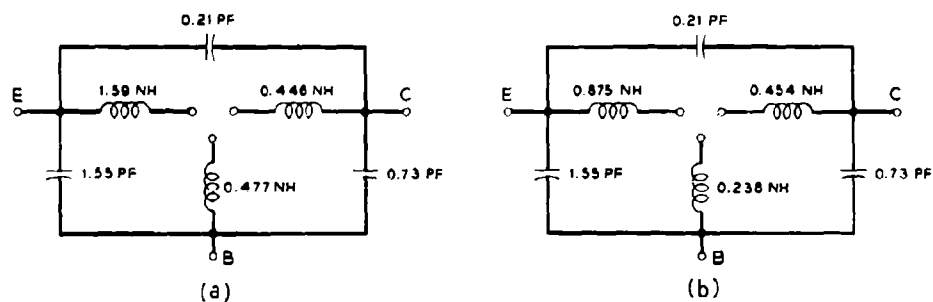 0.21 PF
E
1.59 NH
0.446 NH
C
1.55 PF
0.477 NH
0.73 PF
B
(a)
0.21 PF
E
0.875 NH
0.454 NH
C
1.55 PF
0.238 NH
0.73 PF
B
(b)